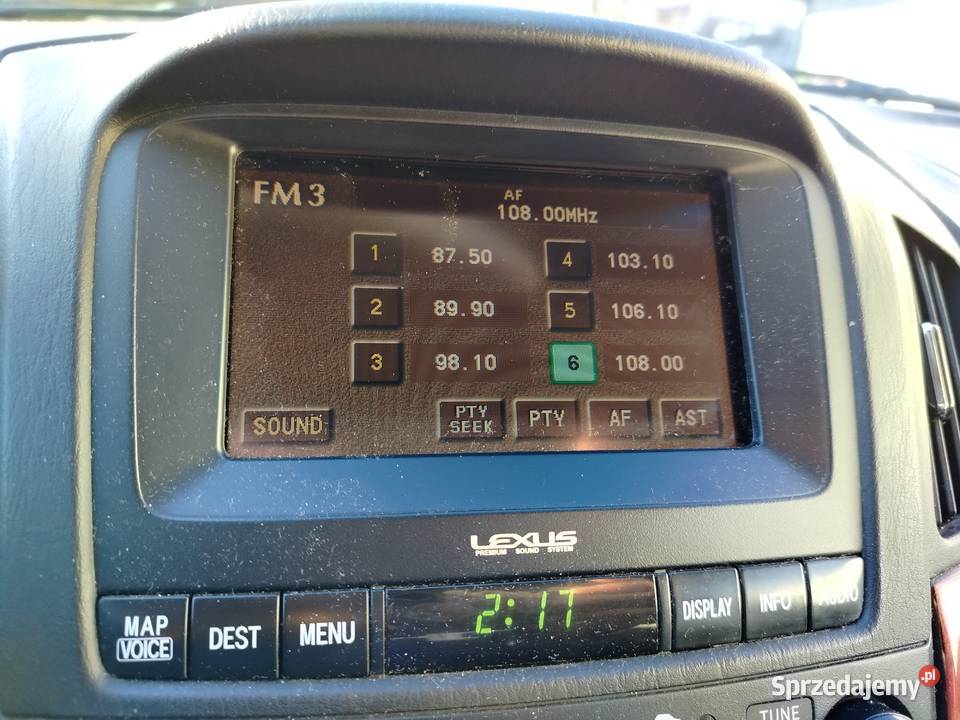 FM3
AF
108.00MHz
1 87.50 4 103.10
2 89.90 5 106.10
3 98.10 6 108.00
SOUND PTY SEEK PTY AF AST
LEXUS
PREMIUM SOUND SYSTEM
MAP VOICE DEST MENU 2:17 DISPLAY INFO AUDIO
TUNE
Sprzedajemy.pl